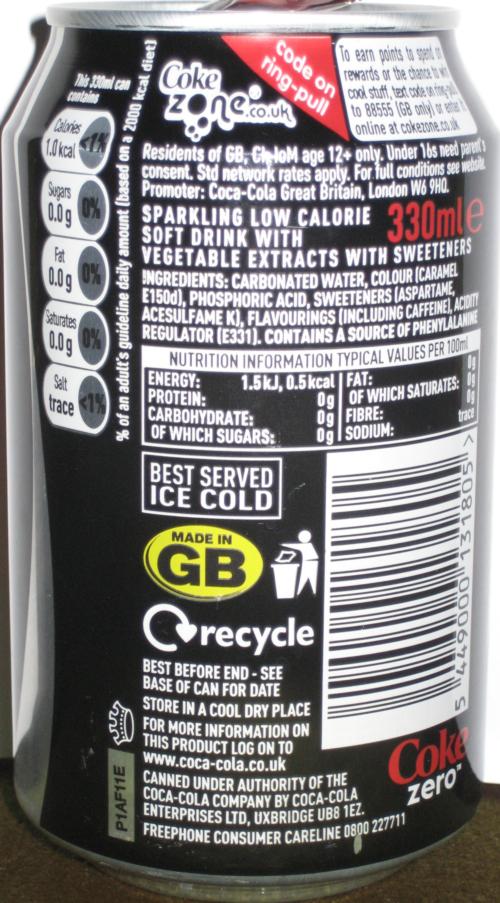 This 330ml can
contains
Calories
1.0 kcal
<1%
Sugars
0.0 g
0%
Fat
0.0 g
0%
Saturates
0.0 g
0%
Salt
trace
<1%
% of an adult's guideline daily amount (based on a 2000 kcal diet)
Coke
zone.co.uk
code on
ring-pull
To earn points to spend on
rewards or the chance to win
cool stuff, text code on ring-pull
to 88555 (GB only) or enter it
online at cokezone.co.uk
Residents of GB, CI, IoM age 12+ only. Under 16s need parent's
consent. Std network rates apply. For full conditions see website.
Promoter: Coca-Cola Great Britain, London W6 9HQ.
SPARKLING LOW CALORIE
SOFT DRINK WITH
VEGETABLE EXTRACTS WITH SWEETENERS
330ml e
INGREDIENTS: CARBONATED WATER, COLOUR (CARAMEL
E150d), PHOSPHORIC ACID, SWEETENERS (ASPARTAME,
ACESULFAME K), FLAVOURINGS (INCLUDING CAFFEINE), ACIDITY
REGULATOR (E331). CONTAINS A SOURCE OF PHENYLALANINE
NUTRITION INFORMATION TYPICAL VALUES PER 100ml
ENERGY: 1.5kJ, 0.5kcal
PROTEIN: 0g
CARBOHYDRATE: 0g
OF WHICH SUGARS: 0g
FAT: 0g
OF WHICH SATURATES: 0g
FIBRE: 0g
SODIUM: trace
BEST SERVED
ICE COLD
MADE IN
GB
recycle
BEST BEFORE END - SEE
BASE OF CAN FOR DATE
STORE IN A COOL DRY PLACE
FOR MORE INFORMATION ON
THIS PRODUCT LOG ON TO
www.coca-cola.co.uk
CANNED UNDER AUTHORITY OF THE
COCA-COLA COMPANY BY COCA-COLA
ENTERPRISES LTD, UXBRIDGE UB8 1EZ.
FREEPHONE CONSUMER CARELINE 0800 227711
P1AF11E
5 449000 131805 >
Coke
zero